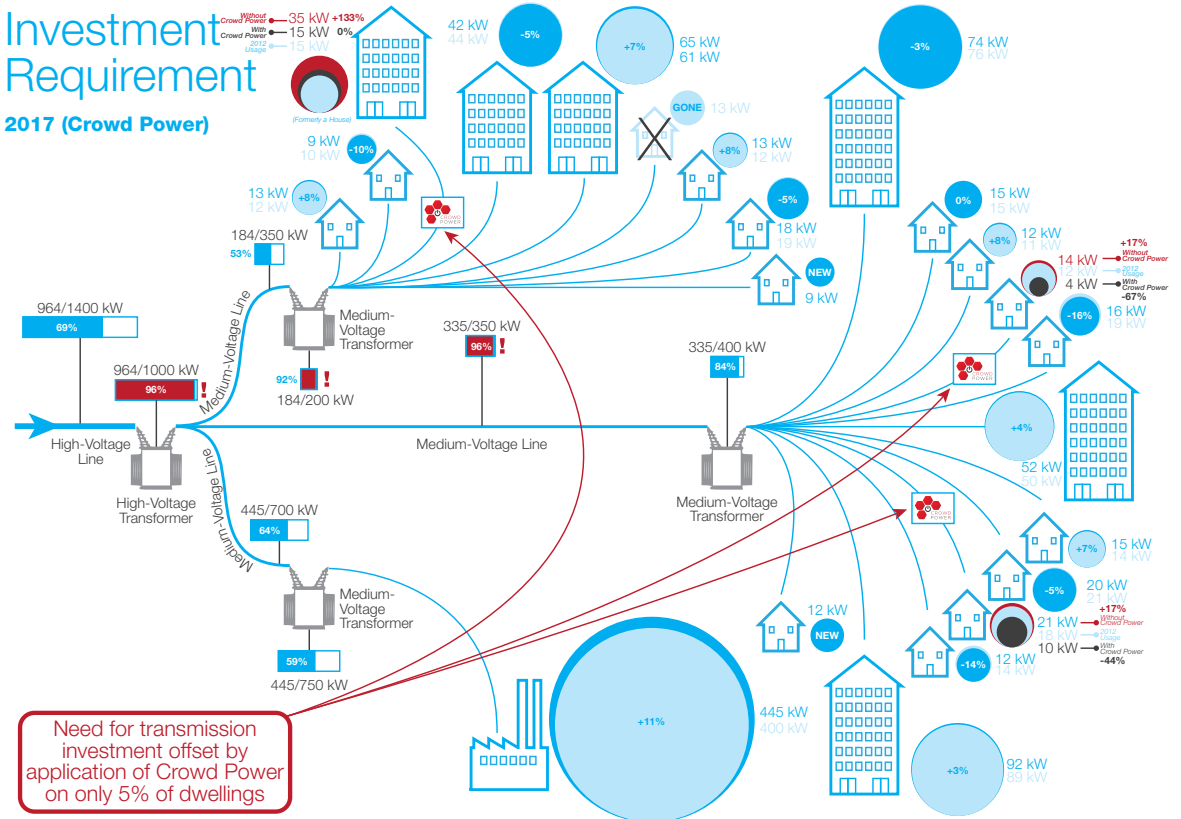 Investment
Requirement
2017 (Crowd Power)
Without
Crowd Power
35 kW +133%
With
Crowd Power
15 kW 0%
2012
Usage
15 kW
(Formerly a House)
42 kW
44 kW
-5%
+7%
65 kW
61 kW
-3%
74 kW
76 kW
GONE
13 kW
9 kW
10 kW
-10%
+8%
13 kW
12 kW
13 kW
12 kW
+8%
CROWD
POWER
-5%
18 kW
19 kW
NEW
9 kW
0%
15 kW
15 kW
+8%
12 kW
11 kW
+17%
14 kW
Without
Crowd Power
12 kW
2012
Usage
4 kW
With
Crowd Power
-67%
-16%
16 kW
19 kW
184/350 kW
53%
964/1400 kW
69%
964/1000 kW
96%
!
Medium-Voltage Line
Medium-
Voltage
Transformer
92%
!
184/200 kW
335/350 kW
96%
!
335/400 kW
84%
CROWD
POWER
High-Voltage
Line
Medium-Voltage Line
High-Voltage
Transformer
Medium-Voltage
Transformer
+4%
52 kW
50 kW
CROWD
POWER
445/700 kW
64%
Medium-Voltage Line
Medium-
Voltage
Transformer
59%
445/750 kW
+7%
15 kW
14 kW
-5%
20 kW
21 kW
+17%
21 kW
Without
Crowd Power
18 kW
2012
Usage
10 kW
With
Crowd Power
-44%
12 kW
NEW
-14%
12 kW
14 kW
+11%
445 kW
400 kW
+3%
92 kW
89 kW
Need for transmission
investment offset by
application of Crowd Power
on only 5% of dwellings